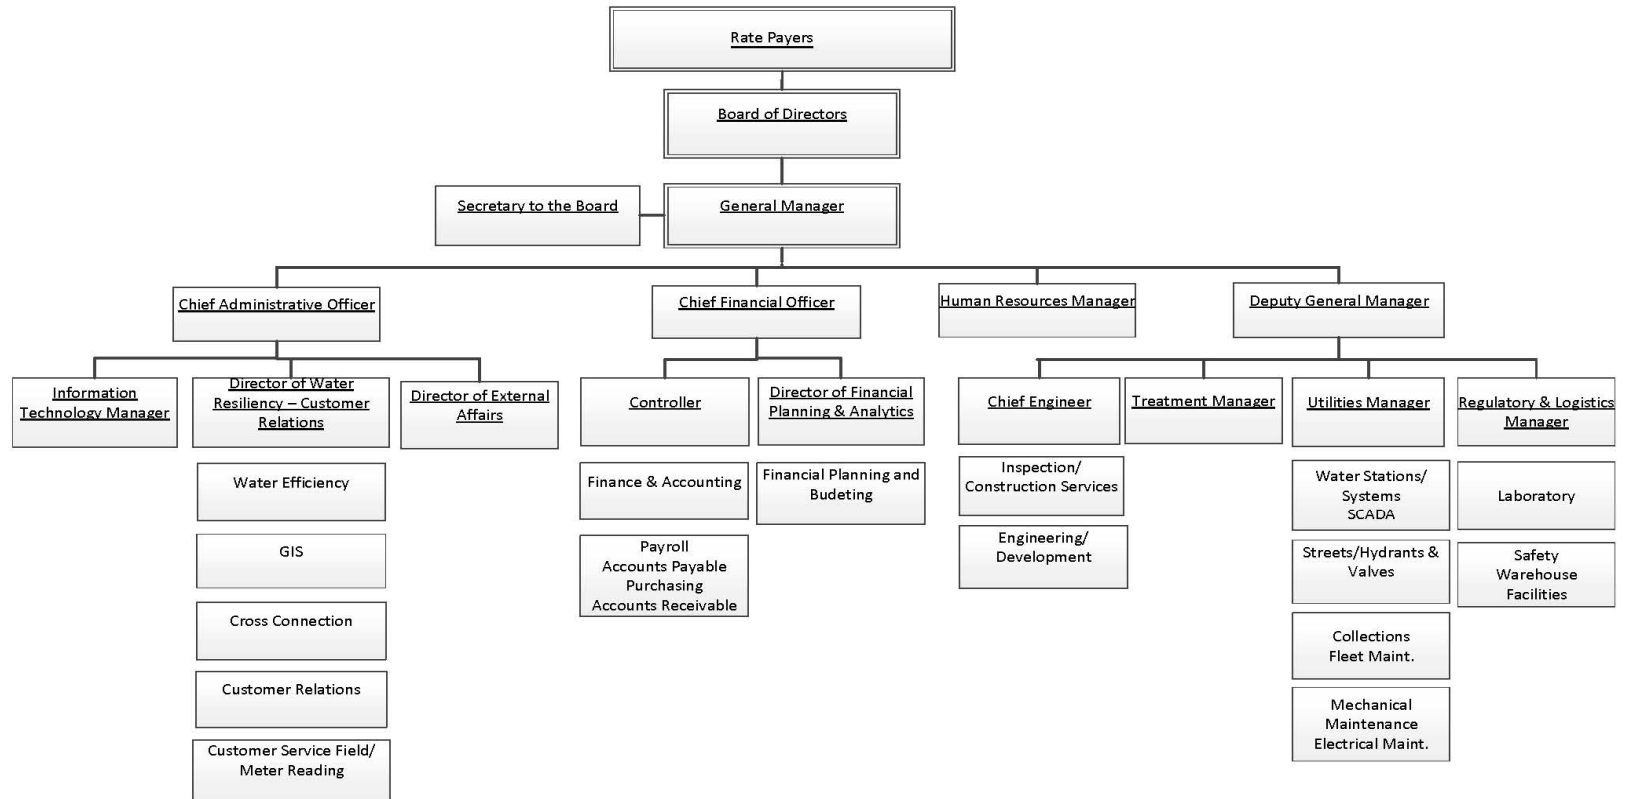 Rate Payers
Board of Directors
Secretary to the Board
General Manager
Chief Administrative Officer
Chief Financial Officer
Human Resources Manager
Deputy General Manager
Information
Technology Manager
Director of Water
Resiliency – Customer
Relations
Director of External
Affairs
Controller
Director of Financial
Planning & Analytics
Chief Engineer
Treatment Manager
Utilities Manager
Regulatory & Logistics
Manager
Water Efficiency
GIS
Cross Connection
Customer Relations
Customer Service Field/
Meter Reading
Finance & Accounting
Payroll
Accounts Payable
Purchasing
Accounts Receivable
Financial Planning and
Budeting
Inspection/
Construction Services
Engineering/
Development
Water Stations/
Systems
SCADA
Streets/Hydrants &
Valves
Collections
Fleet Maint.
Mechanical
Maintenance
Electrical Maint.
Laboratory
Safety
Warehouse
Facilities